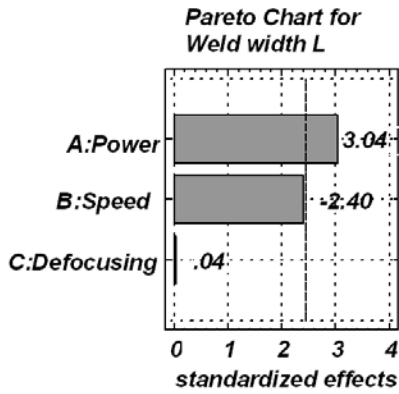 Pareto Chart for
Weld width L
A:Power 3.04
B:Speed -2.40
C:Defocusing .04
0 1 2 3 4
standardized effects